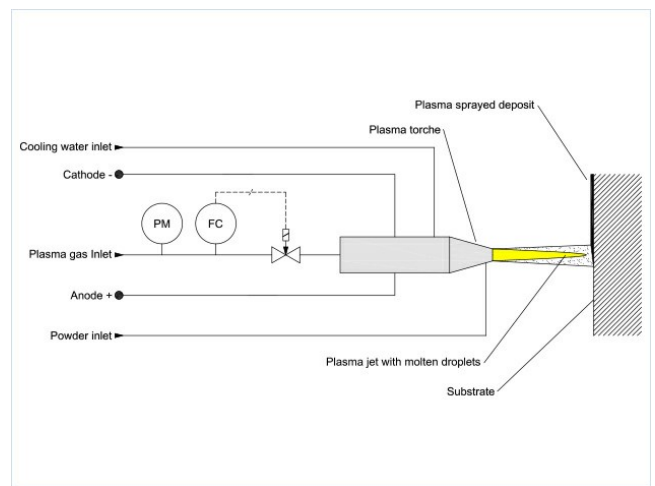 Plasma sprayed deposit
Plasma torche
Cooling water inlet
Cathode -
PM
FC
Plasma gas Inlet
Anode +
Powder inlet
Plasma jet with molten droplets
Substrate